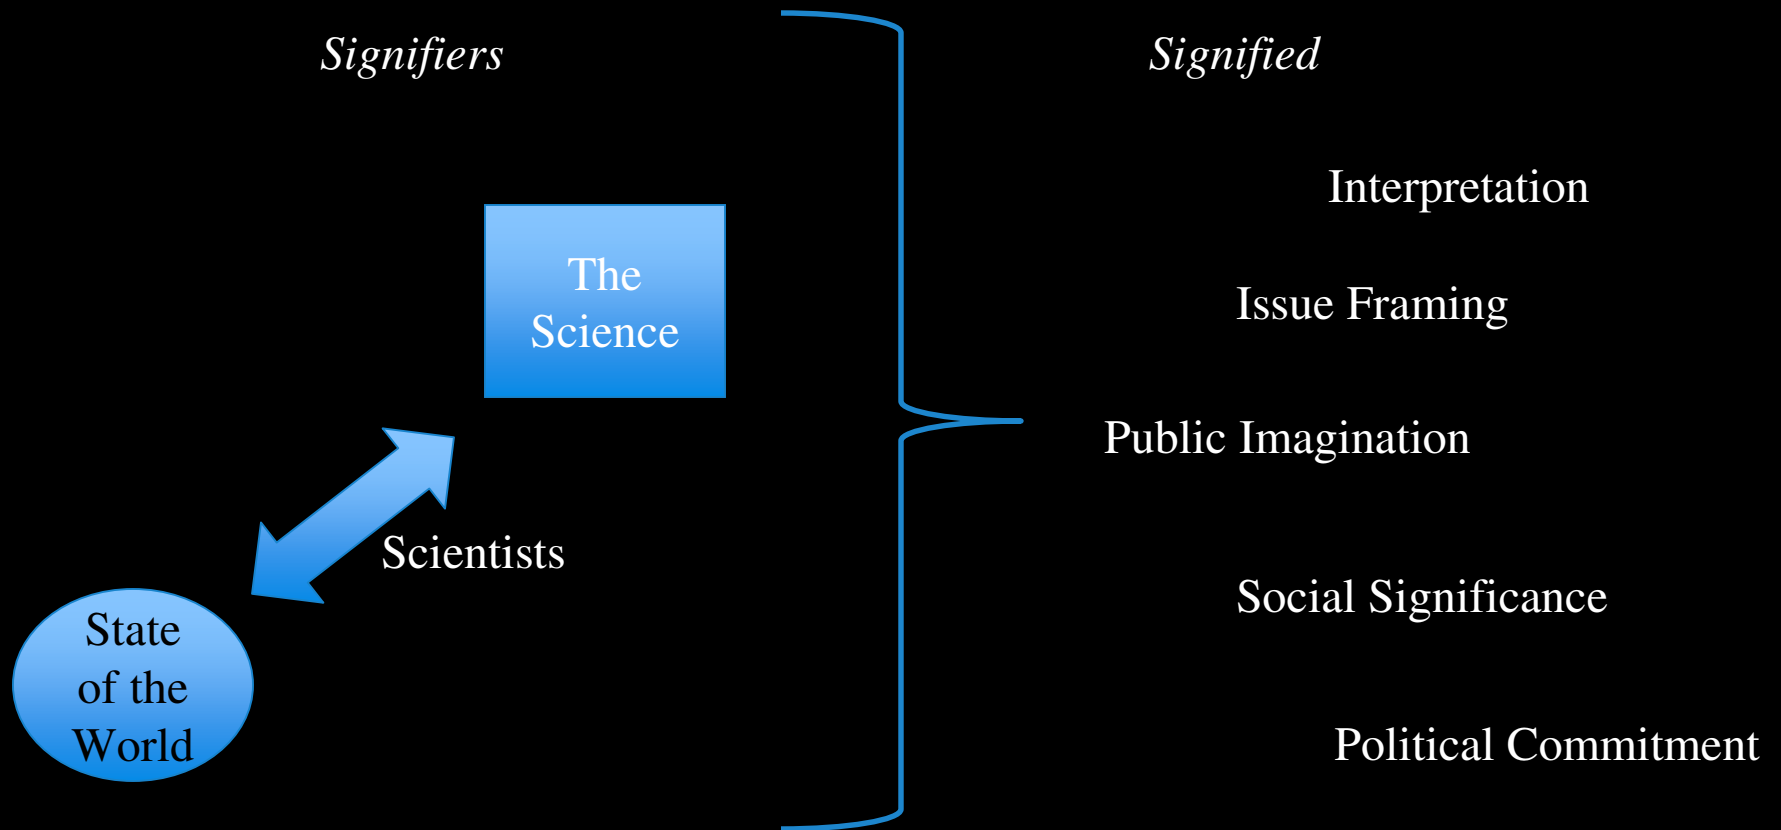 Signifiers
Signified
Interpretation
The
Science
Issue Framing
Public Imagination
Scientists
State
of the
World
Social Significance
Political Commitment